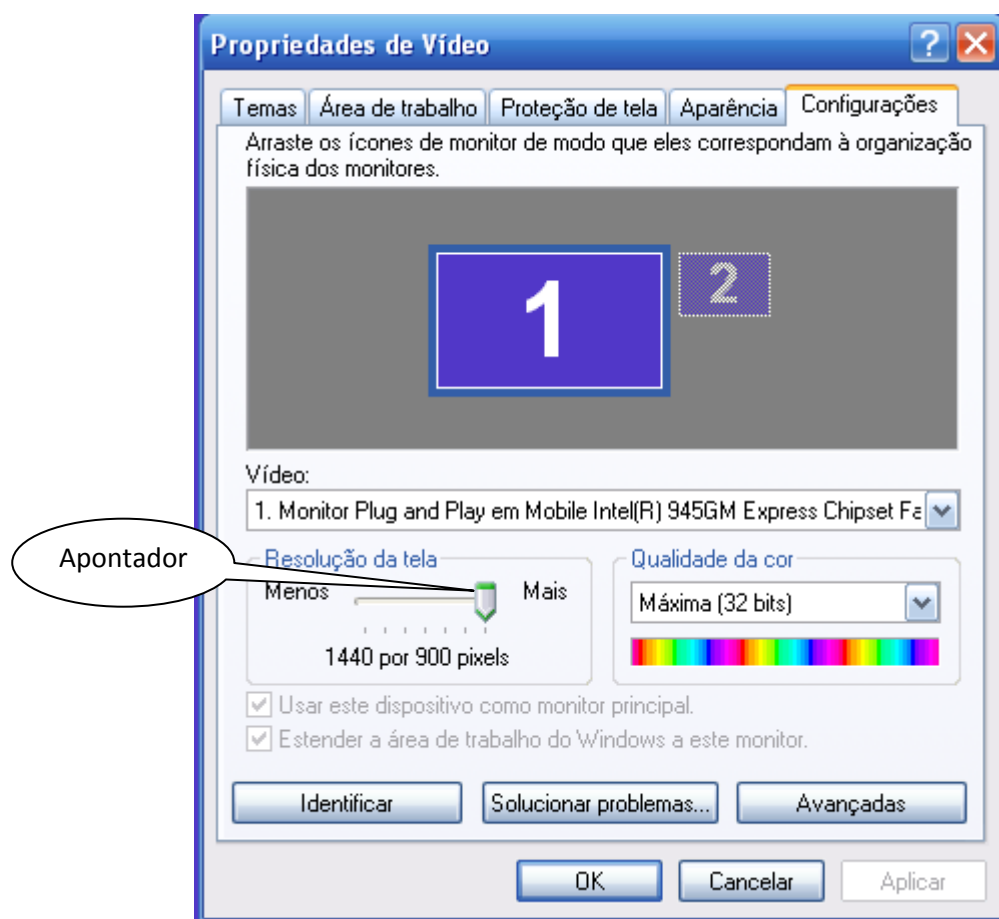 Propriedades de Vídeo
Temas Área de trabalho Proteção de tela Aparência Configurações
Arraste os ícones de monitor de modo que eles correspondam à organização
física dos monitores.
1
2
Vídeo:
1. Monitor Plug and Play em Mobile Intel(R) 945GM Express Chipset Fa
Apontador
Resolução da tela
Menos Mais
1440 por 900 pixels
Qualidade da cor
Máxima (32 bits)
Usar este dispositivo como monitor principal.
Estender a área de trabalho do Windows a este monitor.
Identificar Solucionar problemas... Avançadas
OK Cancelar Aplicar